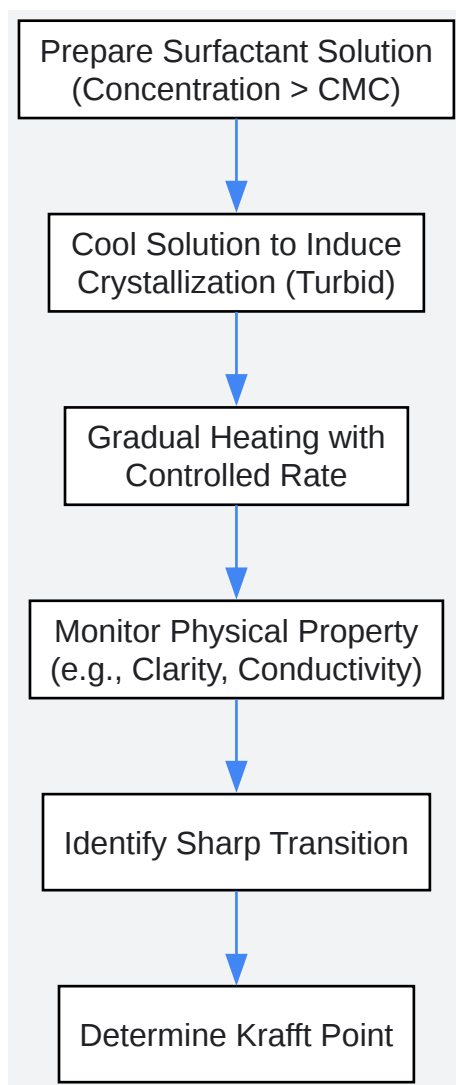 Prepare Surfactant Solution
(Concentration > CMC)
Cool Solution to Induce
Crystallization (Turbid)
Gradual Heating with
Controlled Rate
Monitor Physical Property
(e.g., Clarity, Conductivity)
Identify Sharp Transition
Determine Krafft Point